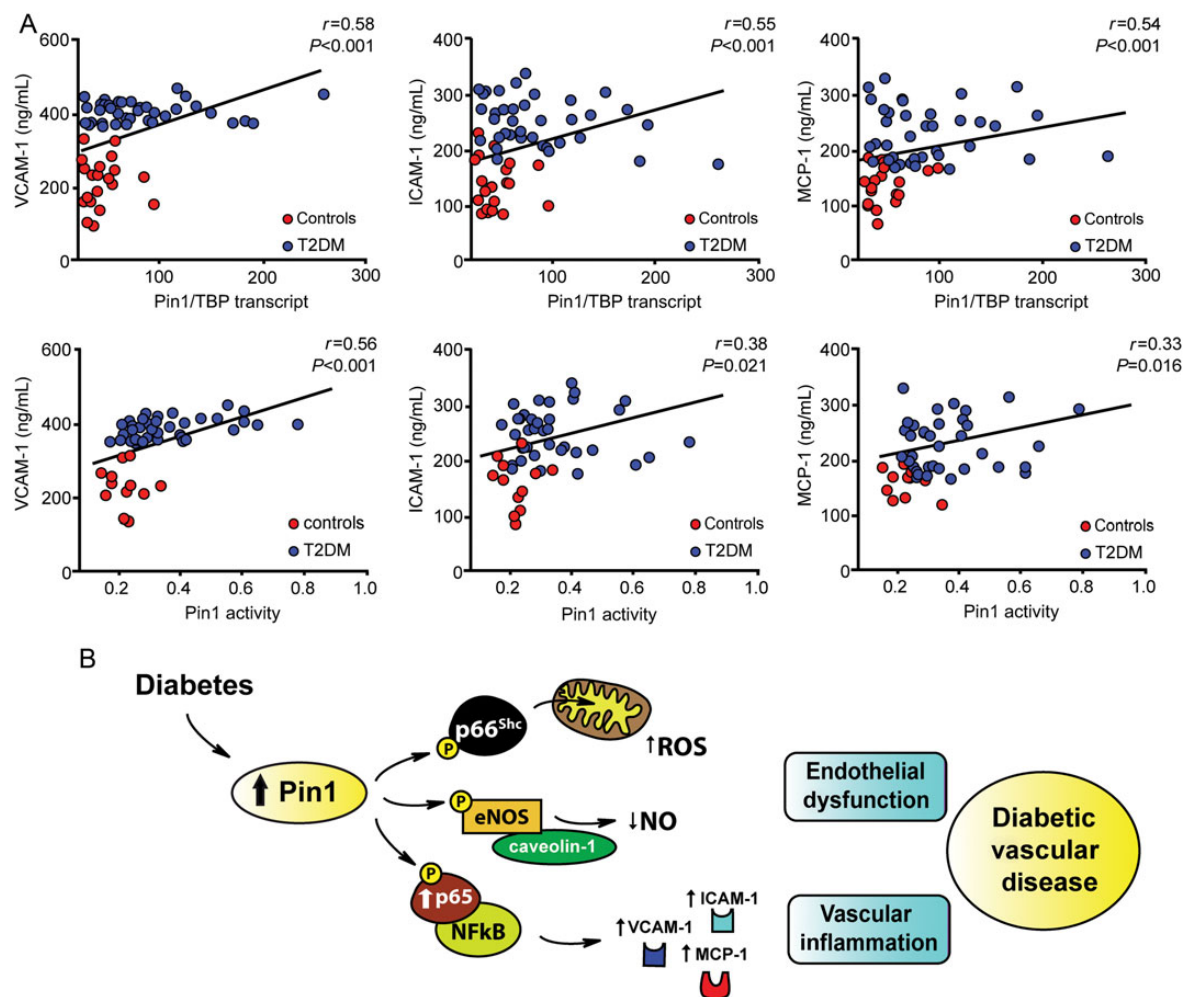 A
r=0.58
P<0.001
VCAM-1 (ng/mL)
600
400
200
0
100
200
300
Pin1/TBP transcript
Controls
T2DM
r=0.55
P<0.001
ICAM-1 (ng/mL)
400
300
200
100
0
100
200
300
Pin1/TBP transcript
Controls
T2DM
r=0.54
P<0.001
MCP-1 (ng/mL)
400
300
200
100
0
100
200
300
Pin1/TBP transcript
Controls
T2DM
r=0.56
P<0.001
VCAM-1 (ng/mL)
600
400
200
0
0.2
0.4
0.6
0.8
1.0
Pin1 activity
controls
T2DM
r=0.38
P=0.021
ICAM-1 (ng/mL)
400
300
200
100
0
0.2
0.4
0.6
0.8
1.0
Pin1 activity
Controls
T2DM
r=0.33
P=0.016
MCP-1 (ng/mL)
400
300
200
100
0
0.2
0.4
0.6
0.8
1.0
Pin1 activity
Controls
T2DM
B
Diabetes
↑ Pin1
p66Shc
P
↑ROS
P
eNOS
caveolin-1
↓NO
P
↑p65
NFkB
↑ ICAM-1
↑VCAM-1
↑ MCP-1
Endothelial
dysfunction
Vascular
inflammation
Diabetic
vascular
disease